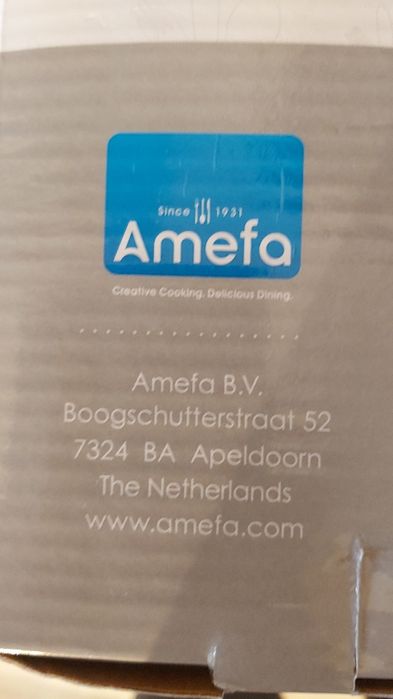 Since 1931
Amefa
Creative Cooking. Delicious Dining.
Amefa B.V.
Boogschutterstraat 52
7324 BA Apeldoorn
The Netherlands
www.amefa.com